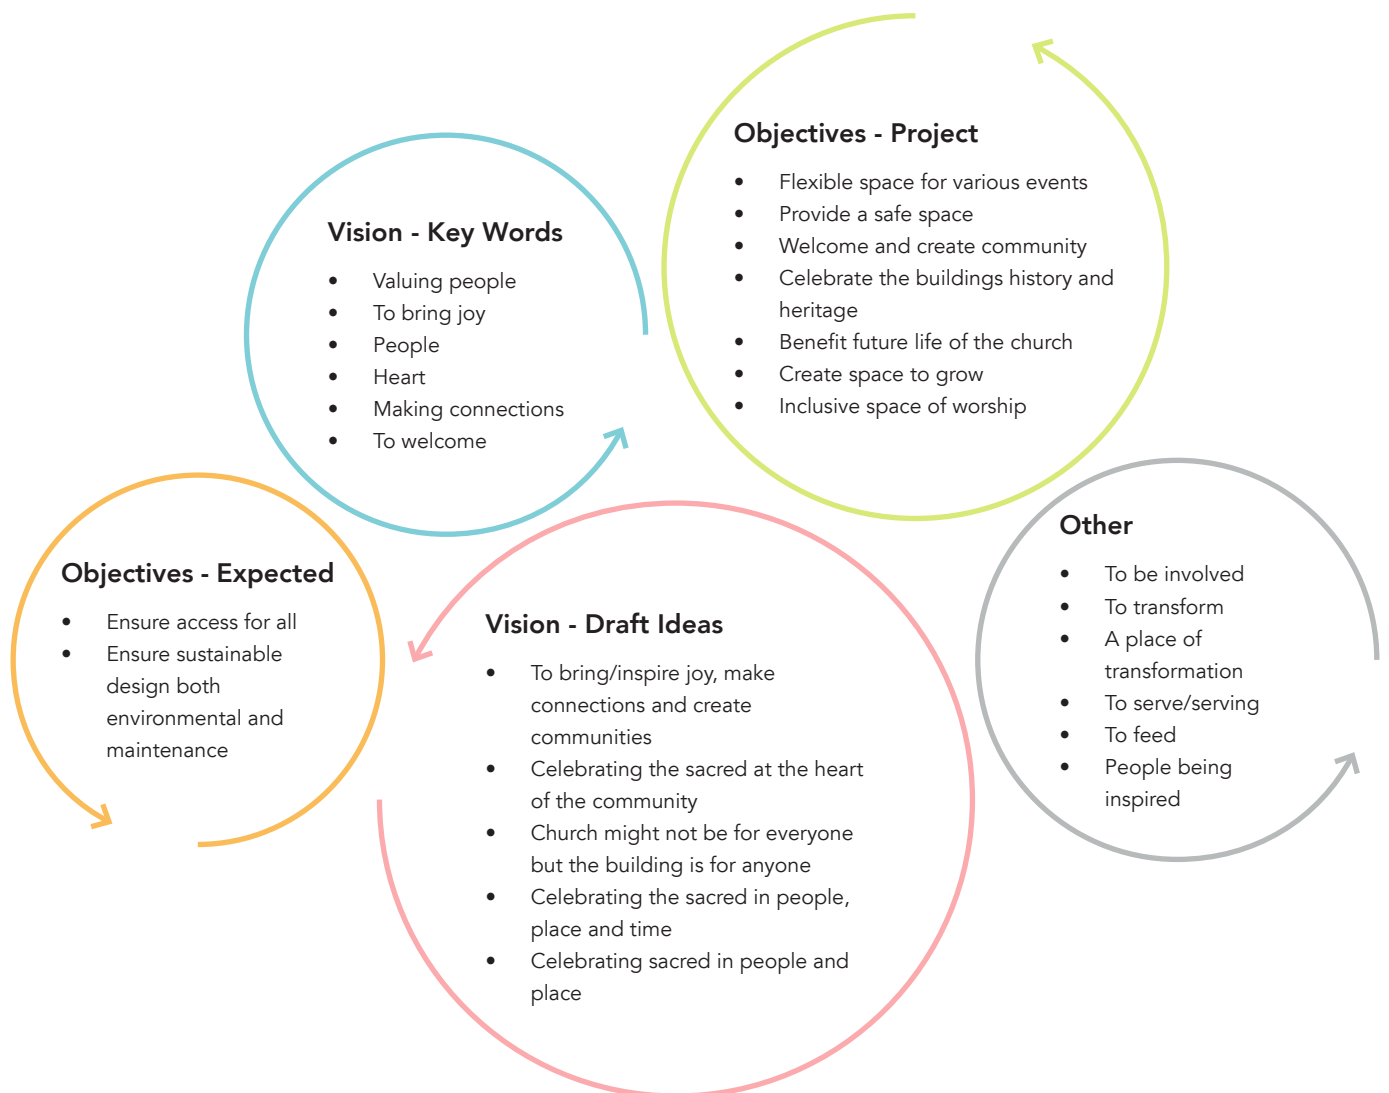 Objectives - Project
• Flexible space for various events
• Provide a safe space
• Welcome and create community
• Celebrate the buildings history and
heritage
• Benefit future life of the church
• Create space to grow
• Inclusive space of worship
Vision - Key Words
• Valuing people
• To bring joy
• People
• Heart
• Making connections
• To welcome
Other
• To be involved
• To transform
• A place of
transformation
• To serve/serving
• To feed
• People being
inspired
Objectives - Expected
• Ensure access for all
• Ensure sustainable
design both
environmental and
maintenance
Vision - Draft Ideas
• To bring/inspire joy, make
connections and create
communities
• Celebrating the sacred at the heart
of the community
• Church might not be for everyone
but the building is for anyone
• Celebrating the sacred in people,
place and time
• Celebrating sacred in people and
place